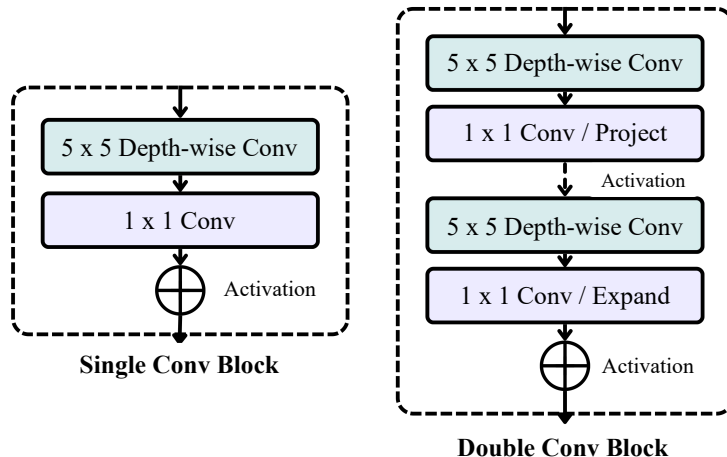 5 x 5 Depth-wise Conv
1 x 1 Conv
Activation
Single Conv Block
5 x 5 Depth-wise Conv
1 x 1 Conv / Project
Activation
5 x 5 Depth-wise Conv
1 x 1 Conv / Expand
Activation
Double Conv Block